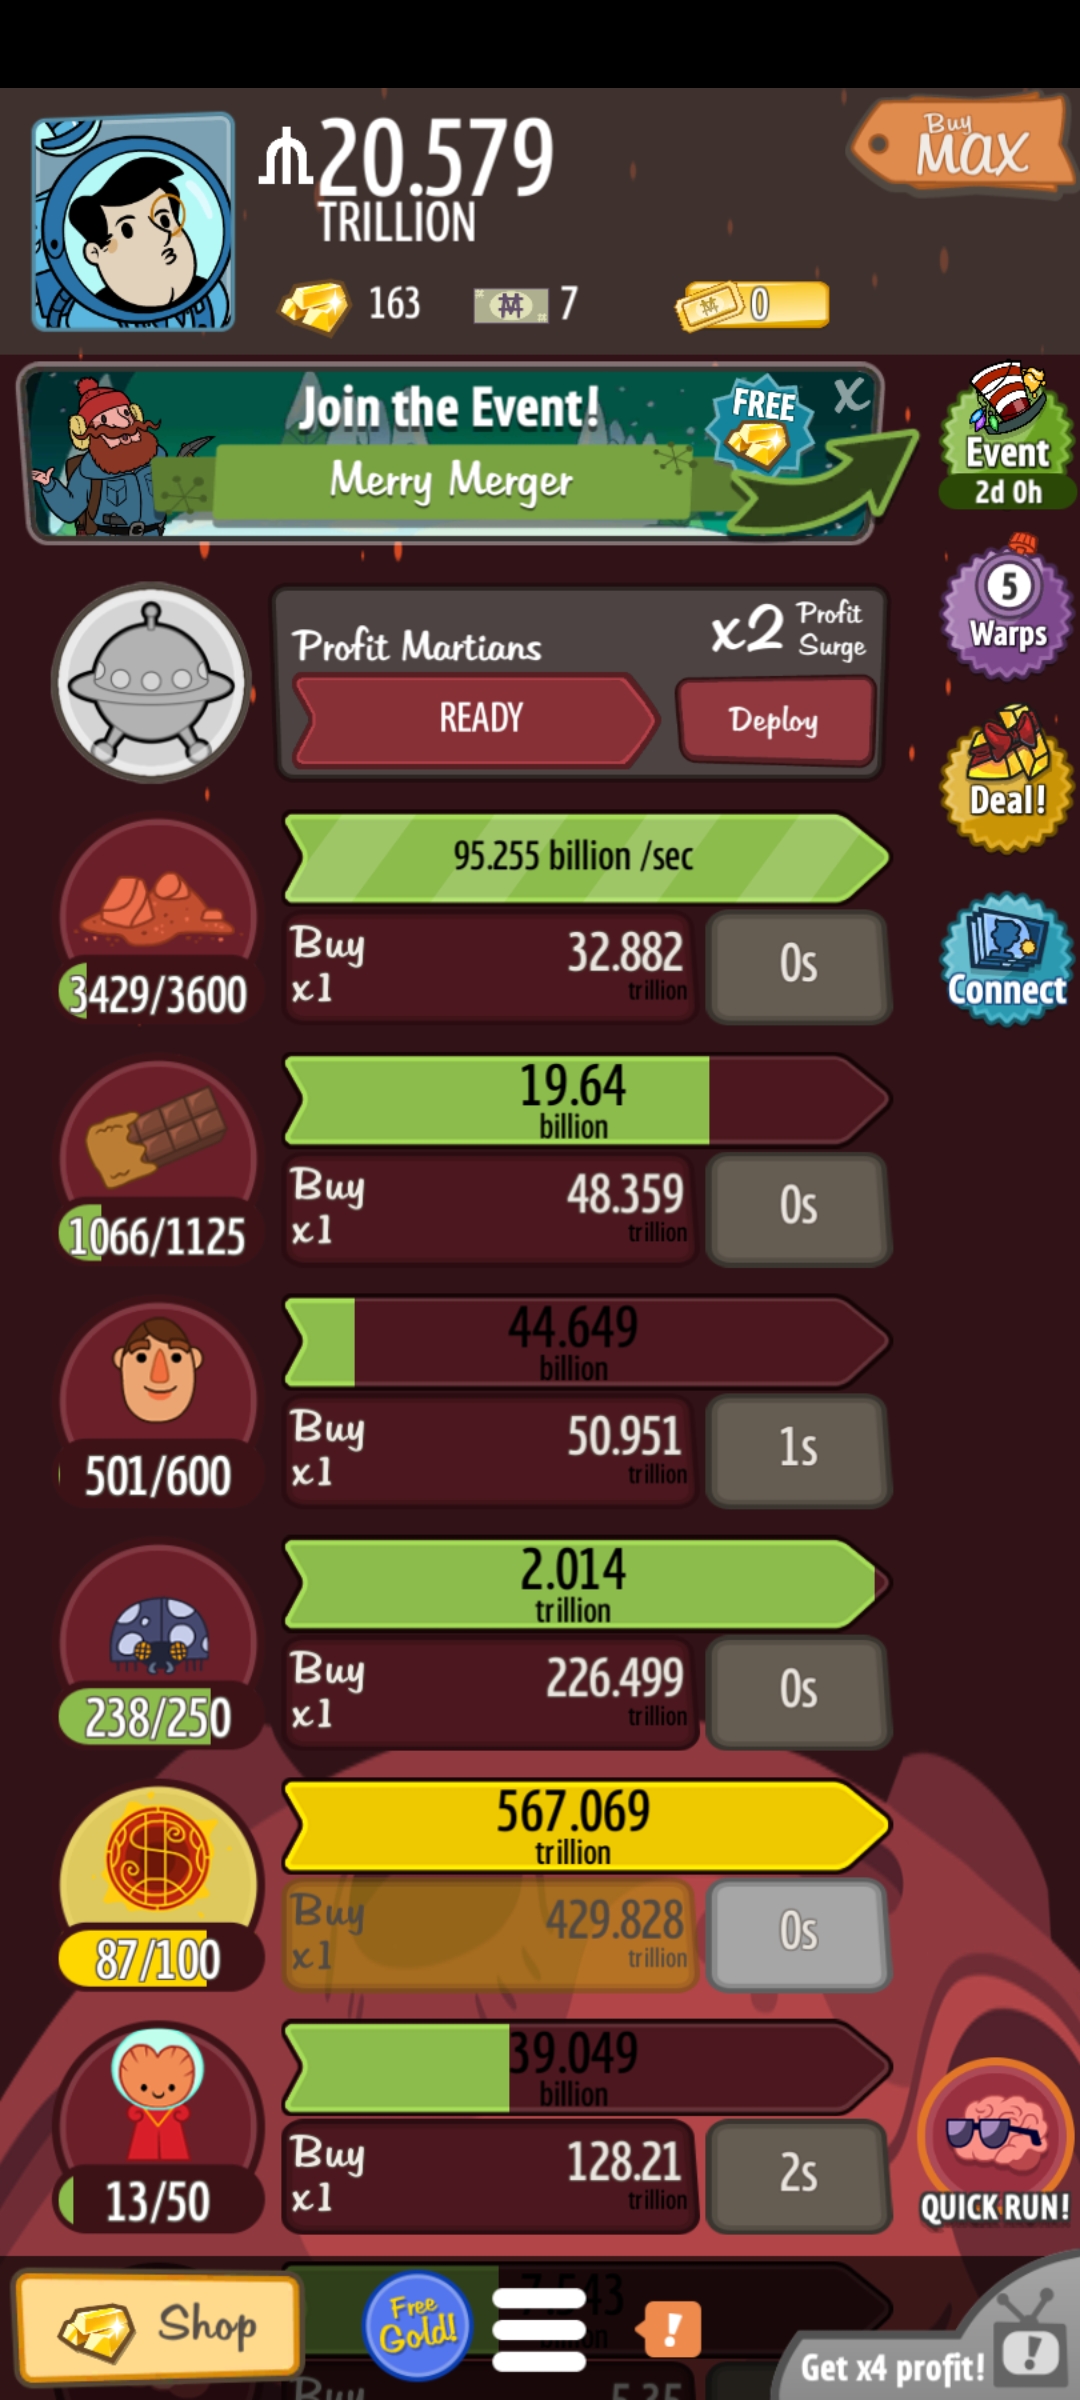 20.579
TRILLION
Buy
MAX
163
7
0
Join the Event!
FREE
X
Merry Merger
Event
2d 0h
5
Warps
Profit Martians
x2 Profit Surge
READY
Deploy
Deal!
95.255 billion /sec
Buy x1
32.882
trillion
0s
3429/3600
Connect
19.64
billion
Buy x1
48.359
trillion
0s
1066/1125
44.649
billion
Buy x1
50.951
trillion
1s
501/600
2.014
trillion
Buy x1
226.499
trillion
0s
238/250
567.069
trillion
Buy x1
429.828
trillion
0s
87/100
39.049
billion
Buy x1
128.21
trillion
2s
13/50
QUICK RUN!
Shop
Free
Gold!
!
Get x4 profit!
!
Buy
5.35